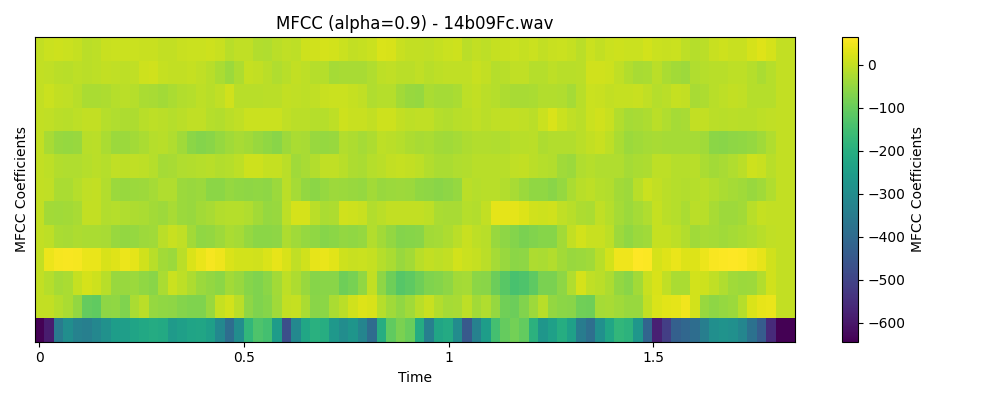 MFCC (alpha=0.9) - 14b09Fc.wav
MFCC Coefficients
0
0.5
1
1.5
Time
0
−100
−200
−300
−400
−500
−600
MFCC Coefficients